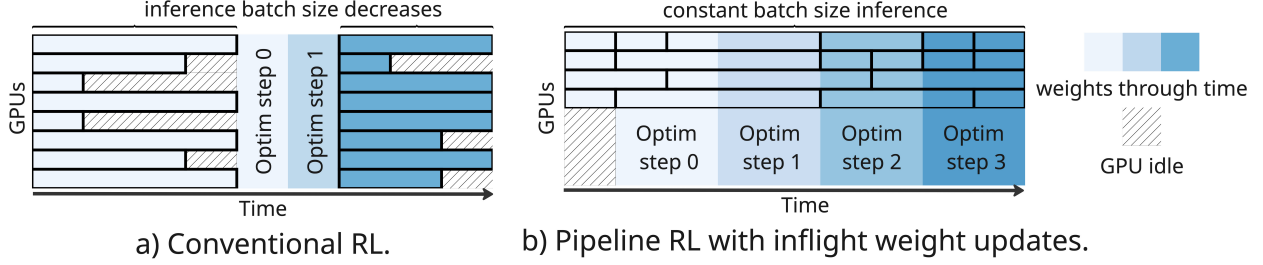 inference batch size decreases
GPUs
Optim step 0
Optim step 1
Time
a) Conventional RL.
constant batch size inference
GPUs
Optim
step 0
Optim
step 1
Optim
step 2
Optim
step 3
Time
b) Pipeline RL with inflight weight updates.
weights through time
GPU idle